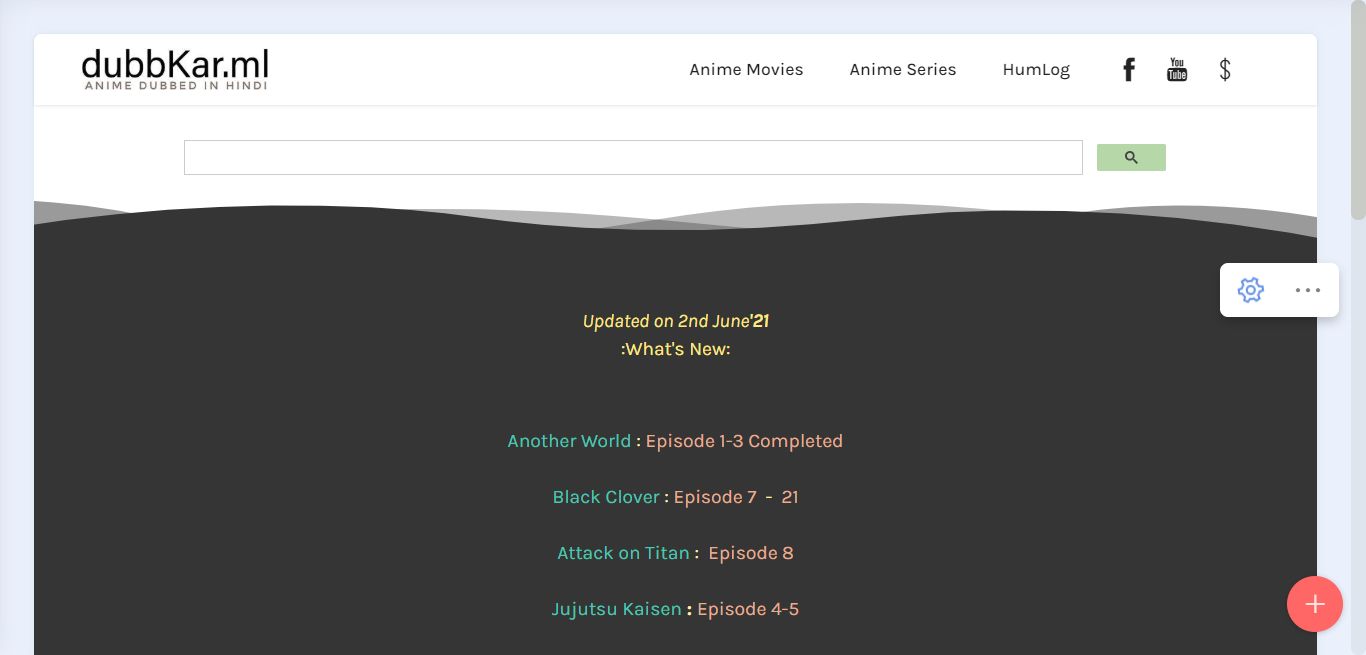 dubbKar.ml
ANIME DUBBED IN HINDI
Anime Movies Anime Series HumLog You Tube $
Updated on 2nd June'21
:What's New:
Another World : Episode 1-3 Completed
Black Clover : Episode 7 - 21
Attack on Titan : Episode 8
Jujutsu Kaisen : Episode 4-5